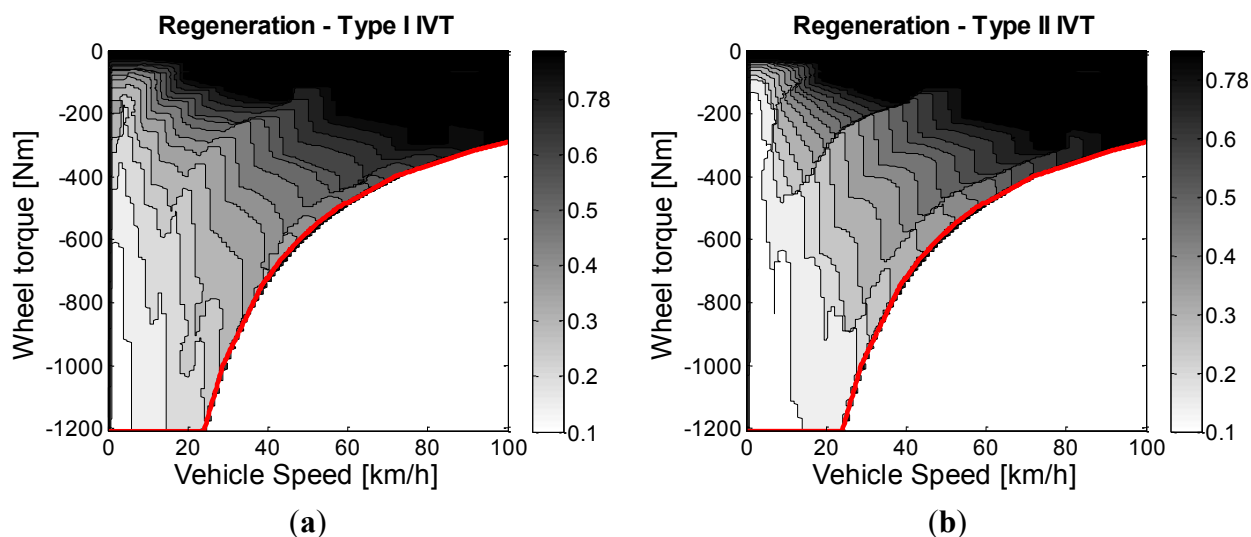 Regeneration - Type I IVT
0
-200
-400
-600
-800
-1000
-1200
Wheel torque [Nm]
0 20 40 60 80 100
Vehicle Speed [km/h]
0.78
0.6
0.5
0.4
0.3
0.2
0.1
(a)
Regeneration - Type II IVT
0
-200
-400
-600
-800
-1000
-1200
Wheel torque [Nm]
0 20 40 60 80 100
Vehicle Speed [km/h]
0.78
0.6
0.5
0.4
0.3
0.2
0.1
(b)